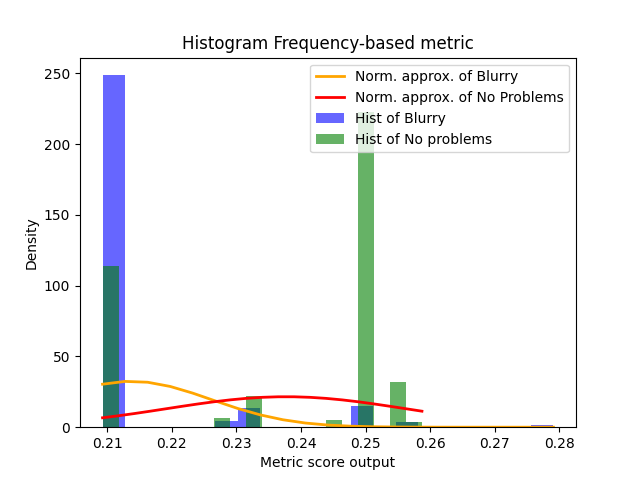 Histogram Frequency-based metric
Norm. approx. of Blurry
Norm. approx. of No Problems
Hist of Blurry
Hist of No problems
250
200
150
100
50
0
Density
0.21 0.22 0.23 0.24 0.25 0.26 0.27 0.28
Metric score output